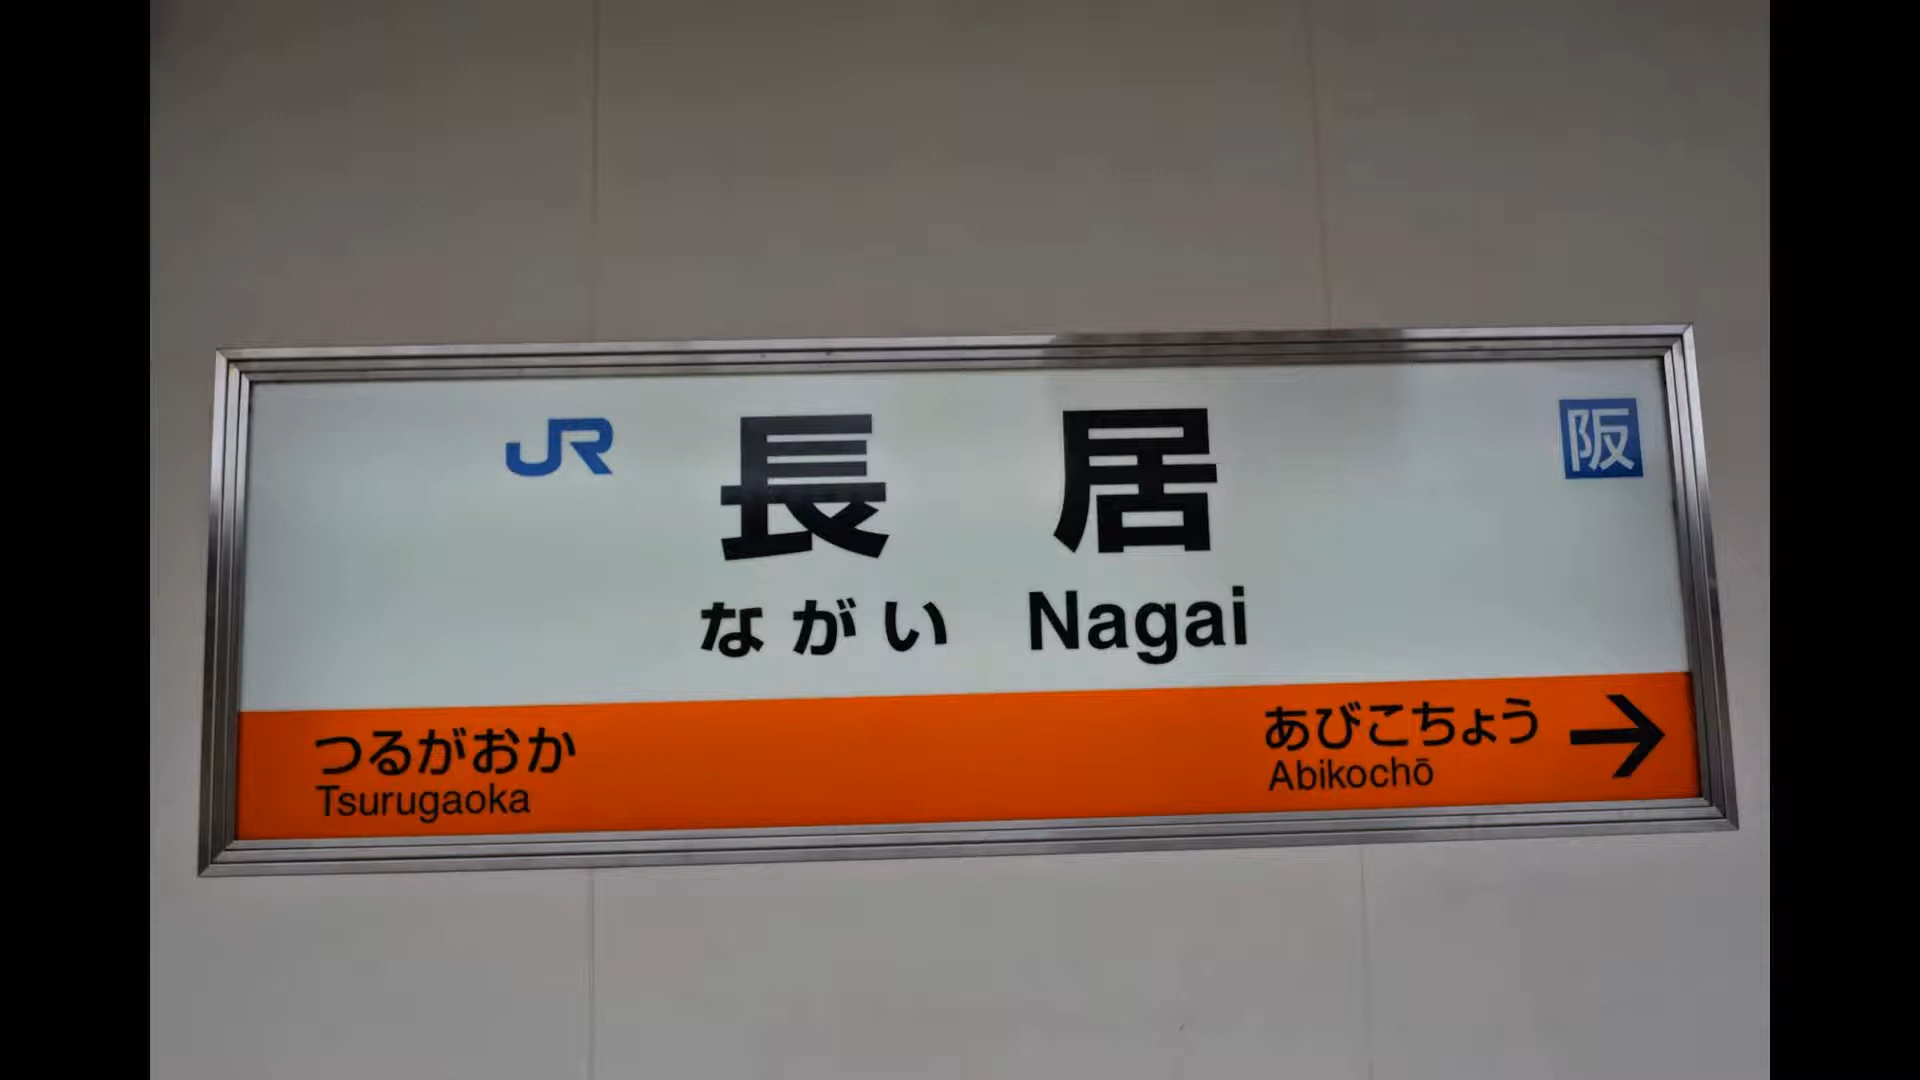 JR 長居 阪
ながい Nagai
つるがおか
Tsurugaoka
あびこちょう →
Abikochō